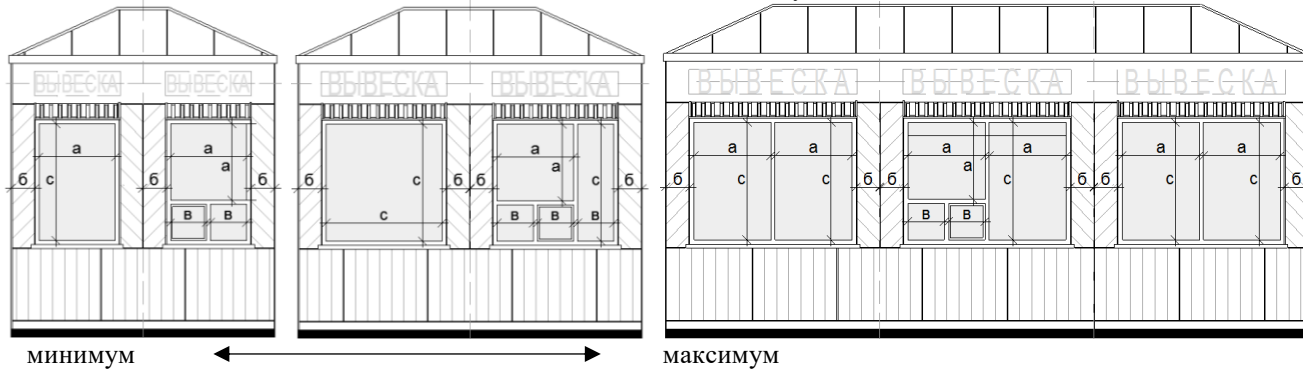 ВЫВЕСКА ВЫВЕСКА ВЫВЕСКА ВЫВЕСКА ВЫВЕСКА ВЫВЕСКА ВЫВЕСКА
а а а а а а а а а
а а а
б с б б б с б б с б с с б с б б с б с б б с с б
в в в в в в в
с
минимум максимум